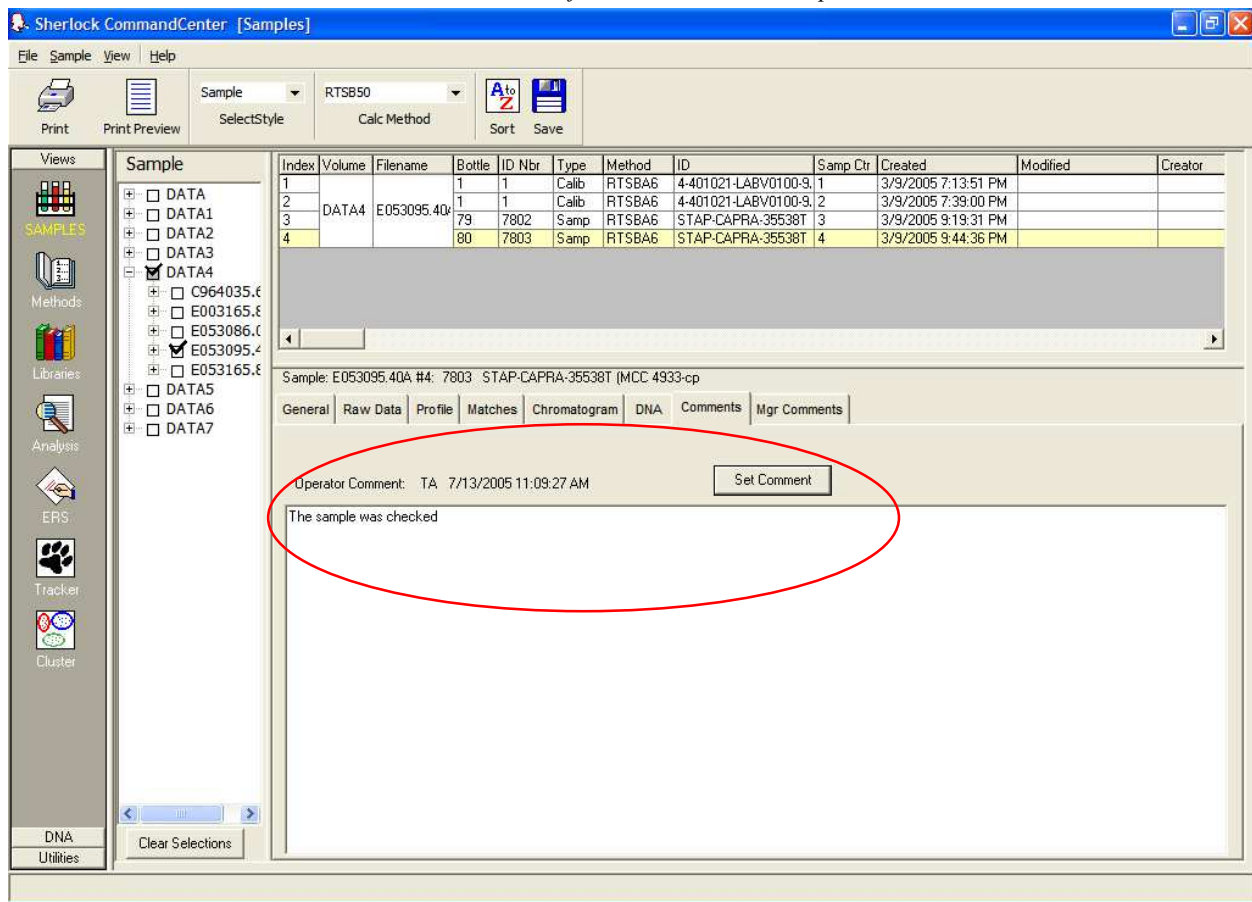 Sherlock CommandCenter [Samples]
File Sample View Help
Sample RTSB50 A to Z
Print Print Preview SelectStyle Calc Method Sort Save
Views
SAMPLES
Methods
Libraries
Analysis
ERS
Tracker
Cluster
DNA
Utilities
Sample
DATA
DATA1
DATA2
DATA3
DATA4
C964035.6
E003165.8
E053086.0
E053095.4
E053165.8
DATA5
DATA6
DATA7
Clear Selections
Index Volume Filename Bottle ID Nbr Type Method ID Samp Ctr Created Modified Creator
1 1 1 Calib RTSBA6 4-401021-LABV0100-9. 1 3/9/2005 7:13:51 PM
2 1 1 Calib RTSBA6 4-401021-LABV0100-9. 2 3/9/2005 7:39:00 PM
DATA4 E053095.40A
3 79 7802 Samp RTSBA6 STAP-CAPRA-35538T 3 3/9/2005 9:19:31 PM
4 80 7803 Samp RTSBA6 STAP-CAPRA-35538T 4 3/9/2005 9:44:36 PM
Sample: E053095.40A #4: 7803 STAP-CAPRA-35538T (MCC 4933-cp
General Raw Data Profile Matches Chromatogram DNA Comments Mgr Comments
Operator Comment: TA 7/13/2005 11:09:27 AM Set Comment
The sample was checked